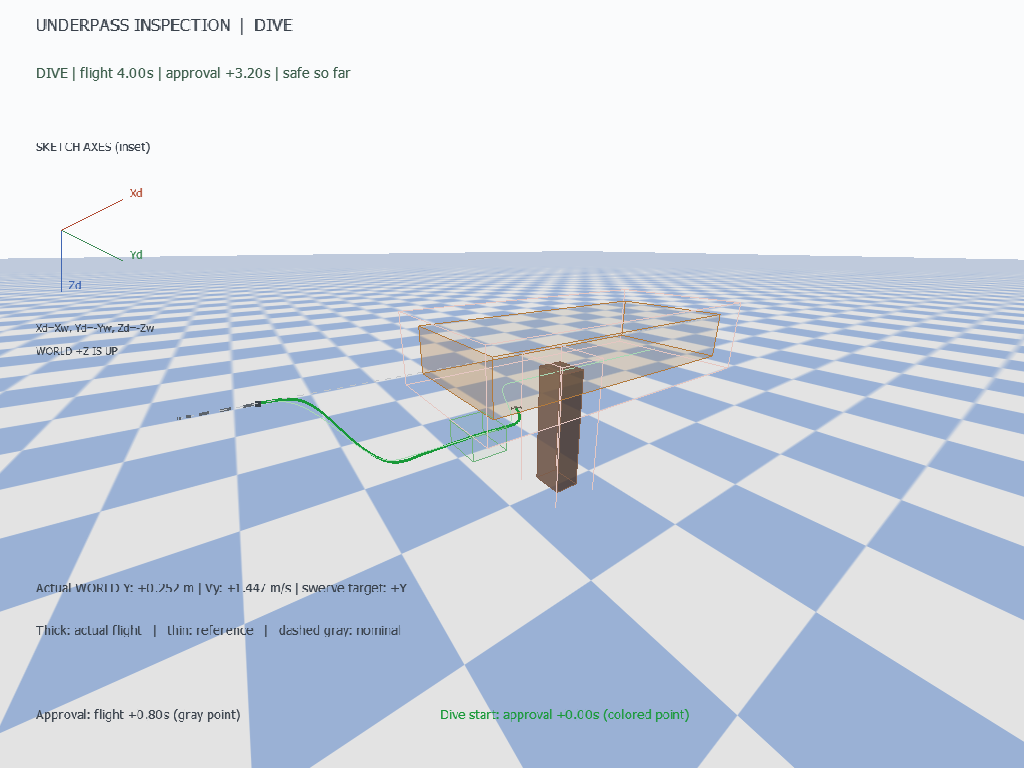 UNDERPASS INSPECTION | DIVE
DIVE | flight 4.00s | approval +3.20s | safe so far
SKETCH AXES (inset)
Xd
Yd
Zd
Xd=Xw, Yd=-Yw, Zd=-Zw
WORLD +Z IS UP
Actual WORLD Y: +0.252 m | Vy: +1.447 m/s | swerve target: +Y
Thick: actual flight | thin: reference | dashed gray: nominal
Approval: flight +0.80s (gray point)
Dive start: approval +0.00s (colored point)